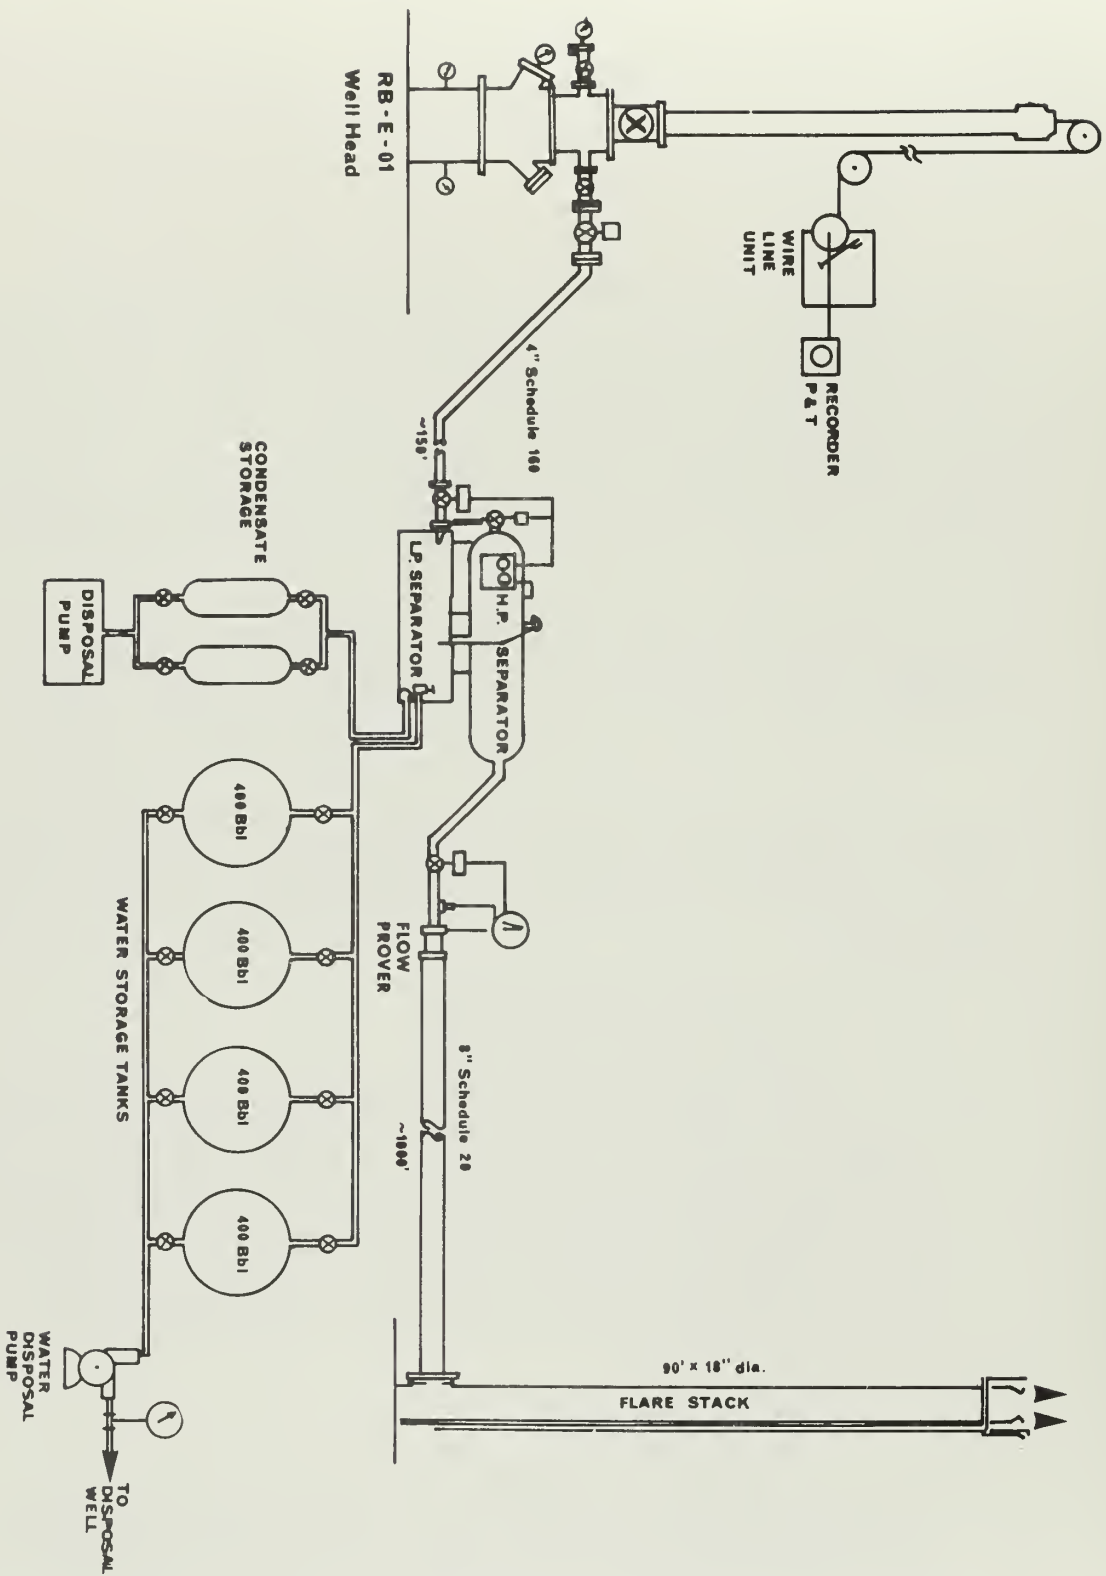 RB-E-01
Well Head
WIRE
LINE
UNIT
RECORDER
P & T
4" Schedule 160
~150'
CONDENSATE
STORAGE
DISPOSAL
PUMP
L.P. SEPARATOR
H.P. SEPARATOR
FLOW
PROVER
8" Schedule 20
~1000'
400 Bbl
400 Bbl
400 Bbl
400 Bbl
WATER STORAGE TANKS
WATER
DISPOSAL
PUMP
TO
DISPOSAL
WELL
90' x 18" dia.
FLARE STACK